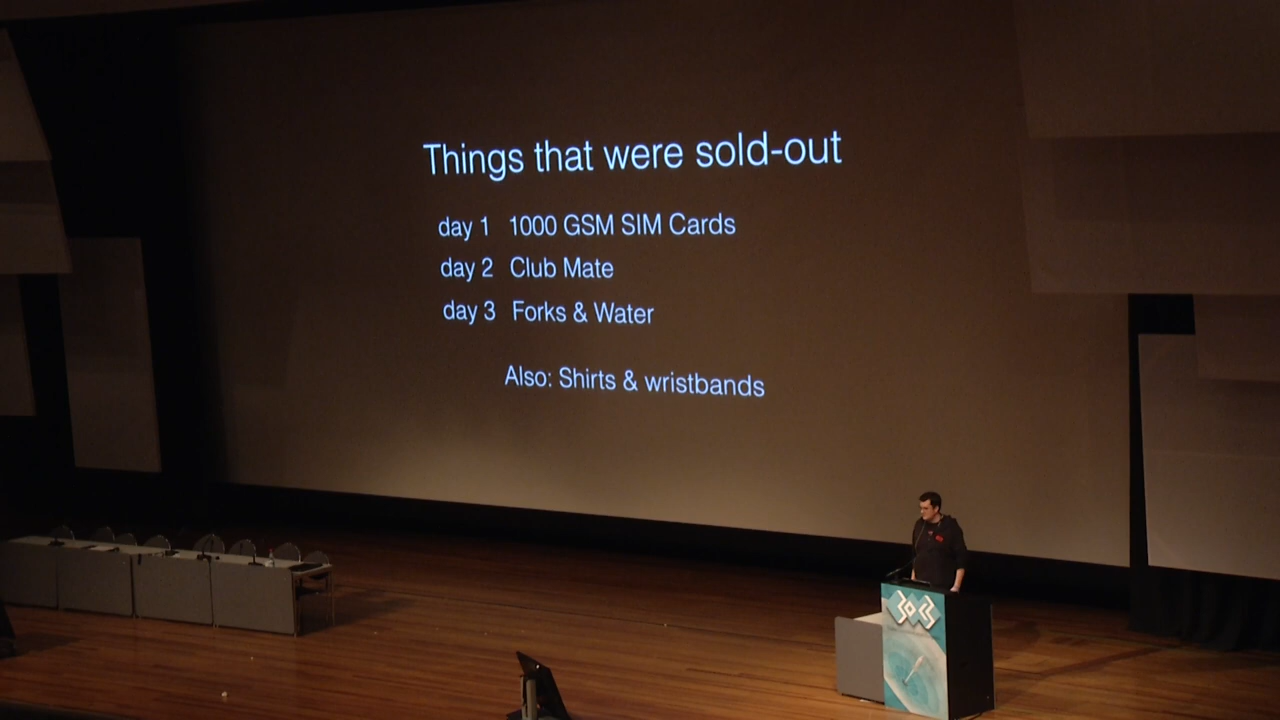 Things that were sold-out
day 1 1000 GSM SIM Cards
day 2 Club Mate
day 3 Forks & Water
Also: Shirts & wristbands
30C3